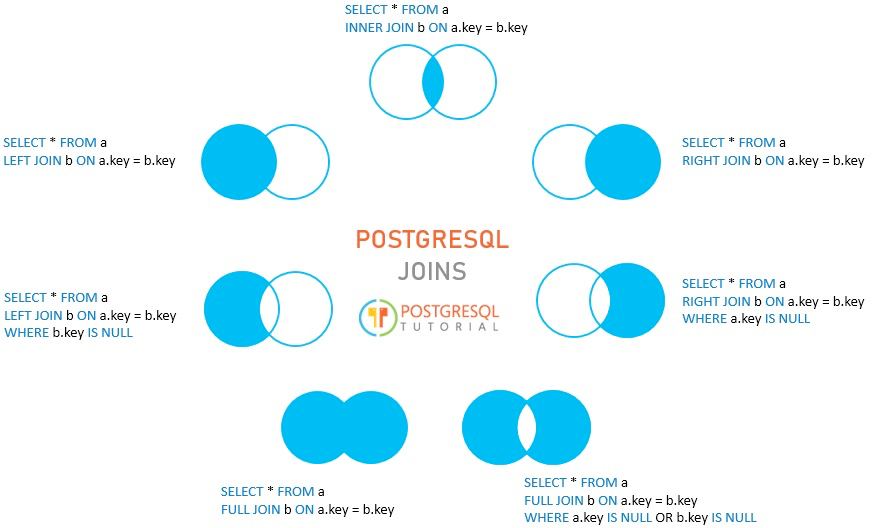 SELECT * FROM a
INNER JOIN b ON a.key = b.key
SELECT * FROM a
LEFT JOIN b ON a.key = b.key
SELECT * FROM a
RIGHT JOIN b ON a.key = b.key
POSTGRESQL
JOINS
POSTGRESQL
TUTORIAL
SELECT * FROM a
LEFT JOIN b ON a.key = b.key
WHERE b.key IS NULL
SELECT * FROM a
RIGHT JOIN b ON a.key = b.key
WHERE a.key IS NULL
SELECT * FROM a
FULL JOIN b ON a.key = b.key
SELECT * FROM a
FULL JOIN b ON a.key = b.key
WHERE a.key IS NULL OR b.key IS NULL